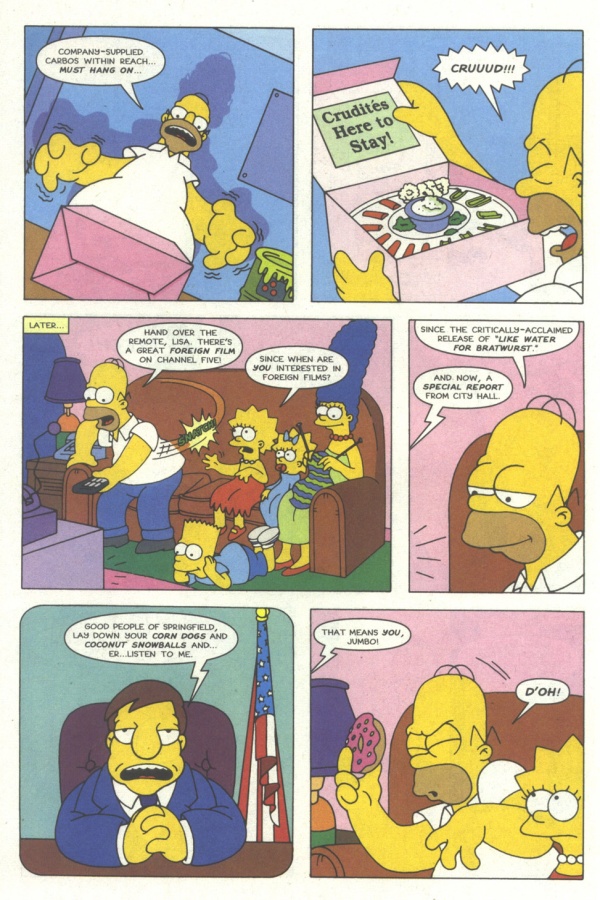 COMPANY-SUPPLIED
CARBOS WITHIN REACH...
MUST HANG ON...
CRUUUD!!!
Crudités
Here to
Stay!
LATER...
HAND OVER THE
REMOTE, LISA. THERE'S
A GREAT FOREIGN FILM
ON CHANNEL FIVE!
SINCE WHEN ARE
YOU INTERESTED IN
FOREIGN FILMS?
SNATCH!
SINCE THE CRITICALLY-ACCLAIMED
RELEASE OF "LIKE WATER
FOR BRATWURST."
AND NOW, A
SPECIAL REPORT
FROM CITY HALL.
GOOD PEOPLE OF SPRINGFIELD,
LAY DOWN YOUR CORN DOGS AND
COCONUT SNOWBALLS AND...
ER...LISTEN TO ME.
THAT MEANS YOU,
JUMBO!
D'OH!